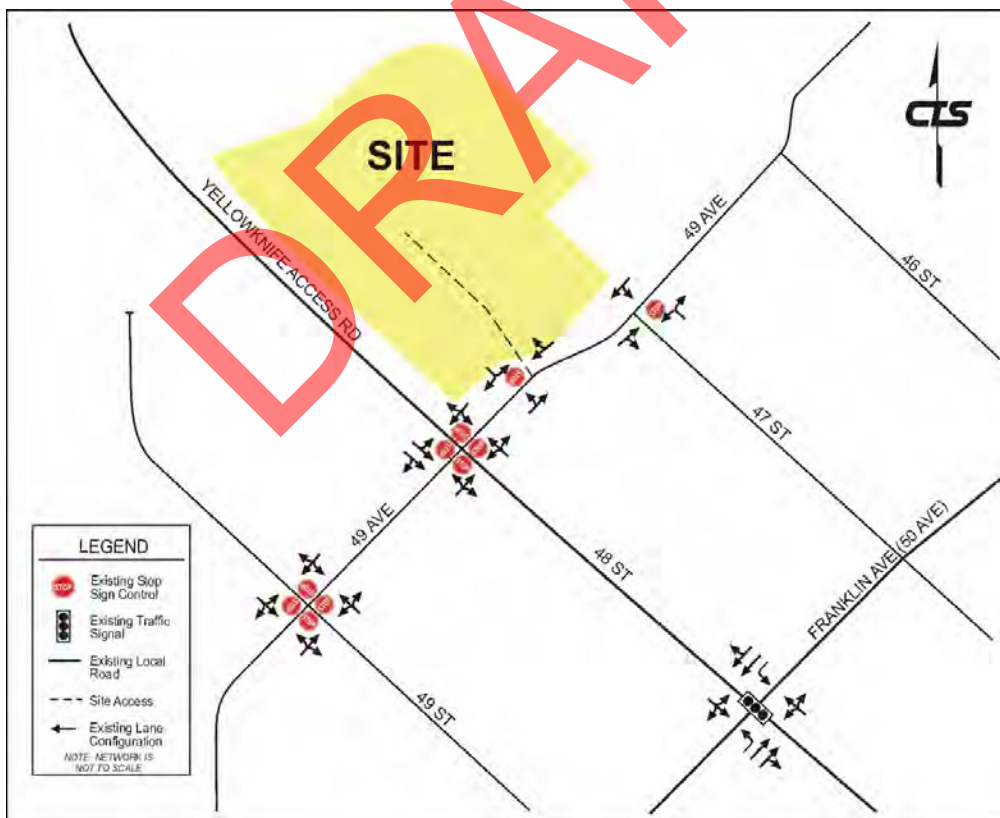 DRA
SITE
CTS
YELLOWKNIFE ACCESS RD
49 AVE
46 ST
47 ST
49 AVE
48 ST
FRANKLIN AVE (50 AVE)
49 ST
LEGEND
STOP
Existing Stop
Sign Control
Existing Traffic
Signal
Existing Local
Road
Site Access
Existing Lane
Configuration
NOTE: NETWORK IS
NOT TO SCALE